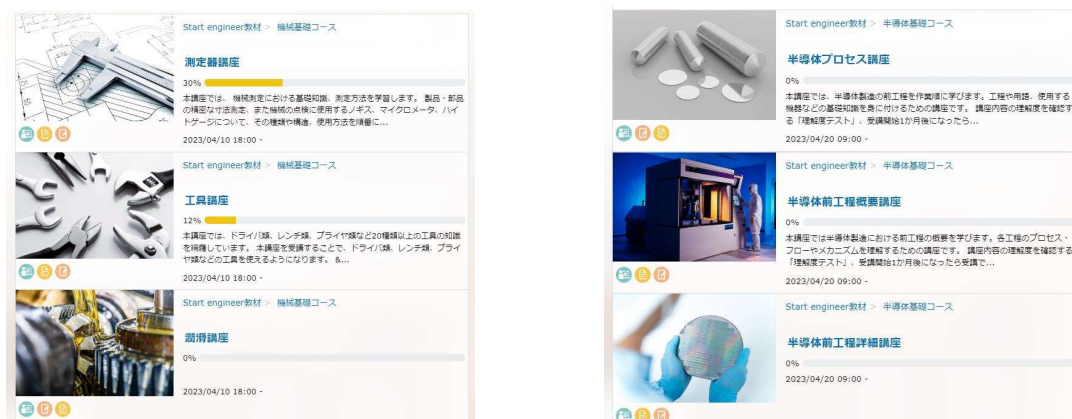 Start engineer教材 > 機械基礎コース
測定器講座
30%
本講座では、機械測定における基礎知識、測定方法を学習します。 製品・部品
の精密な寸法測定、また機械の点検に使用するノギス、マイクロメータ、ハイ
トゲージについて、その種類や構造、使用方法を順番に...
2023/04/10 18:00 -
Start engineer教材 > 機械基礎コース
工具講座
12%
本講座では、ドライバ類、レンチ類、プライヤ類など20種類以上の工具の知識
を網羅しています。 本講座を受講することで、ドライバ類、レンチ類、プライ
ヤ類などの工具を使えるようになります。 &...
2023/04/10 18:00 -
Start engineer教材 > 機械基礎コース
潤滑講座
0%
2023/04/10 18:00 -
Start engineer教材 > 半導体基礎コース
半導体プロセス講座
0%
本講座では、半導体製造の前工程を作業順に学びます。工程や用語、使用する
機器などの基礎知識を身に付けるための講座です。 講座内容の理解度を確認す
る「理解度テスト」、受講開始1か月後になったら...
2023/04/20 09:00 -
Start engineer教材 > 半導体基礎コース
半導体前工程概要講座
0%
本講座では半導体製造における前工程の概要を学びます。各工程のプロセス・
フローやメカニズムを理解するための講座です。 講座内容の理解度を確認する
「理解度テスト」、受講開始1か月後になったら受講で...
2023/04/20 09:00 -
Start engineer教材 > 半導体基礎コース
半導体前工程詳細講座
0%
2023/04/20 09:00 -